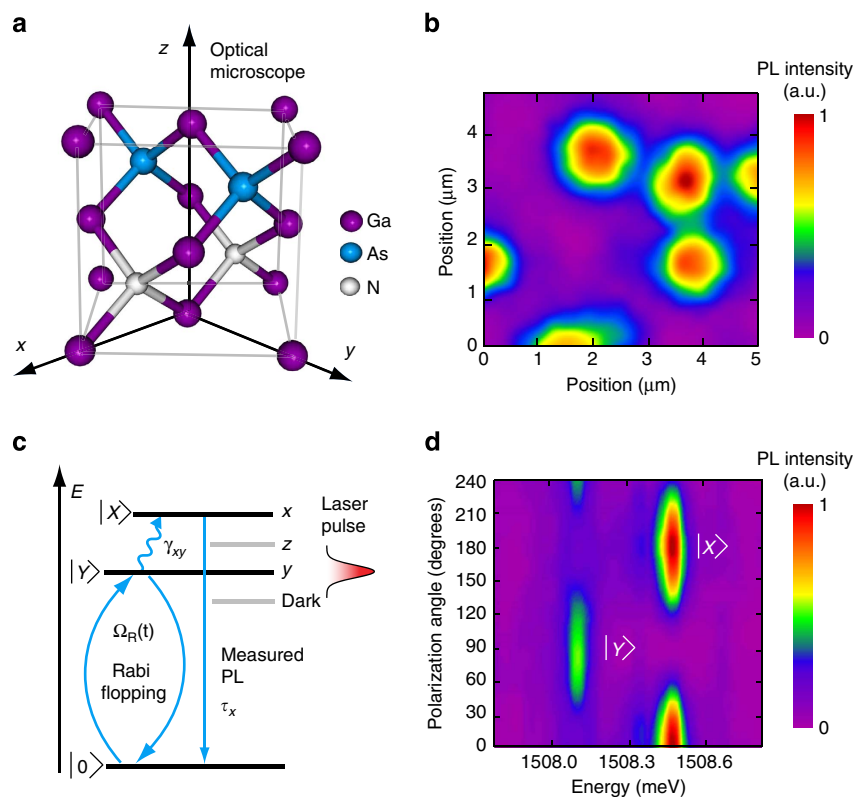 a
z
Optical
microscope
Ga
As
N
x
y
b
PL intensity
(a.u.)
1
0
Position (μm)
4
3
2
1
0
0 1 2 3 4 5
Position (μm)
c
E
|X⟩
x
γxy
z
|Y⟩
y
Dark
Laser
pulse
ΩR(t)
Rabi
flopping
Measured
PL
τx
|0⟩
d
PL intensity
(a.u.)
1
0
Polarization angle (degrees)
240
210
180
150
120
90
60
30
0
|X⟩
|Y⟩
1508.0 1508.3 1508.6
Energy (meV)